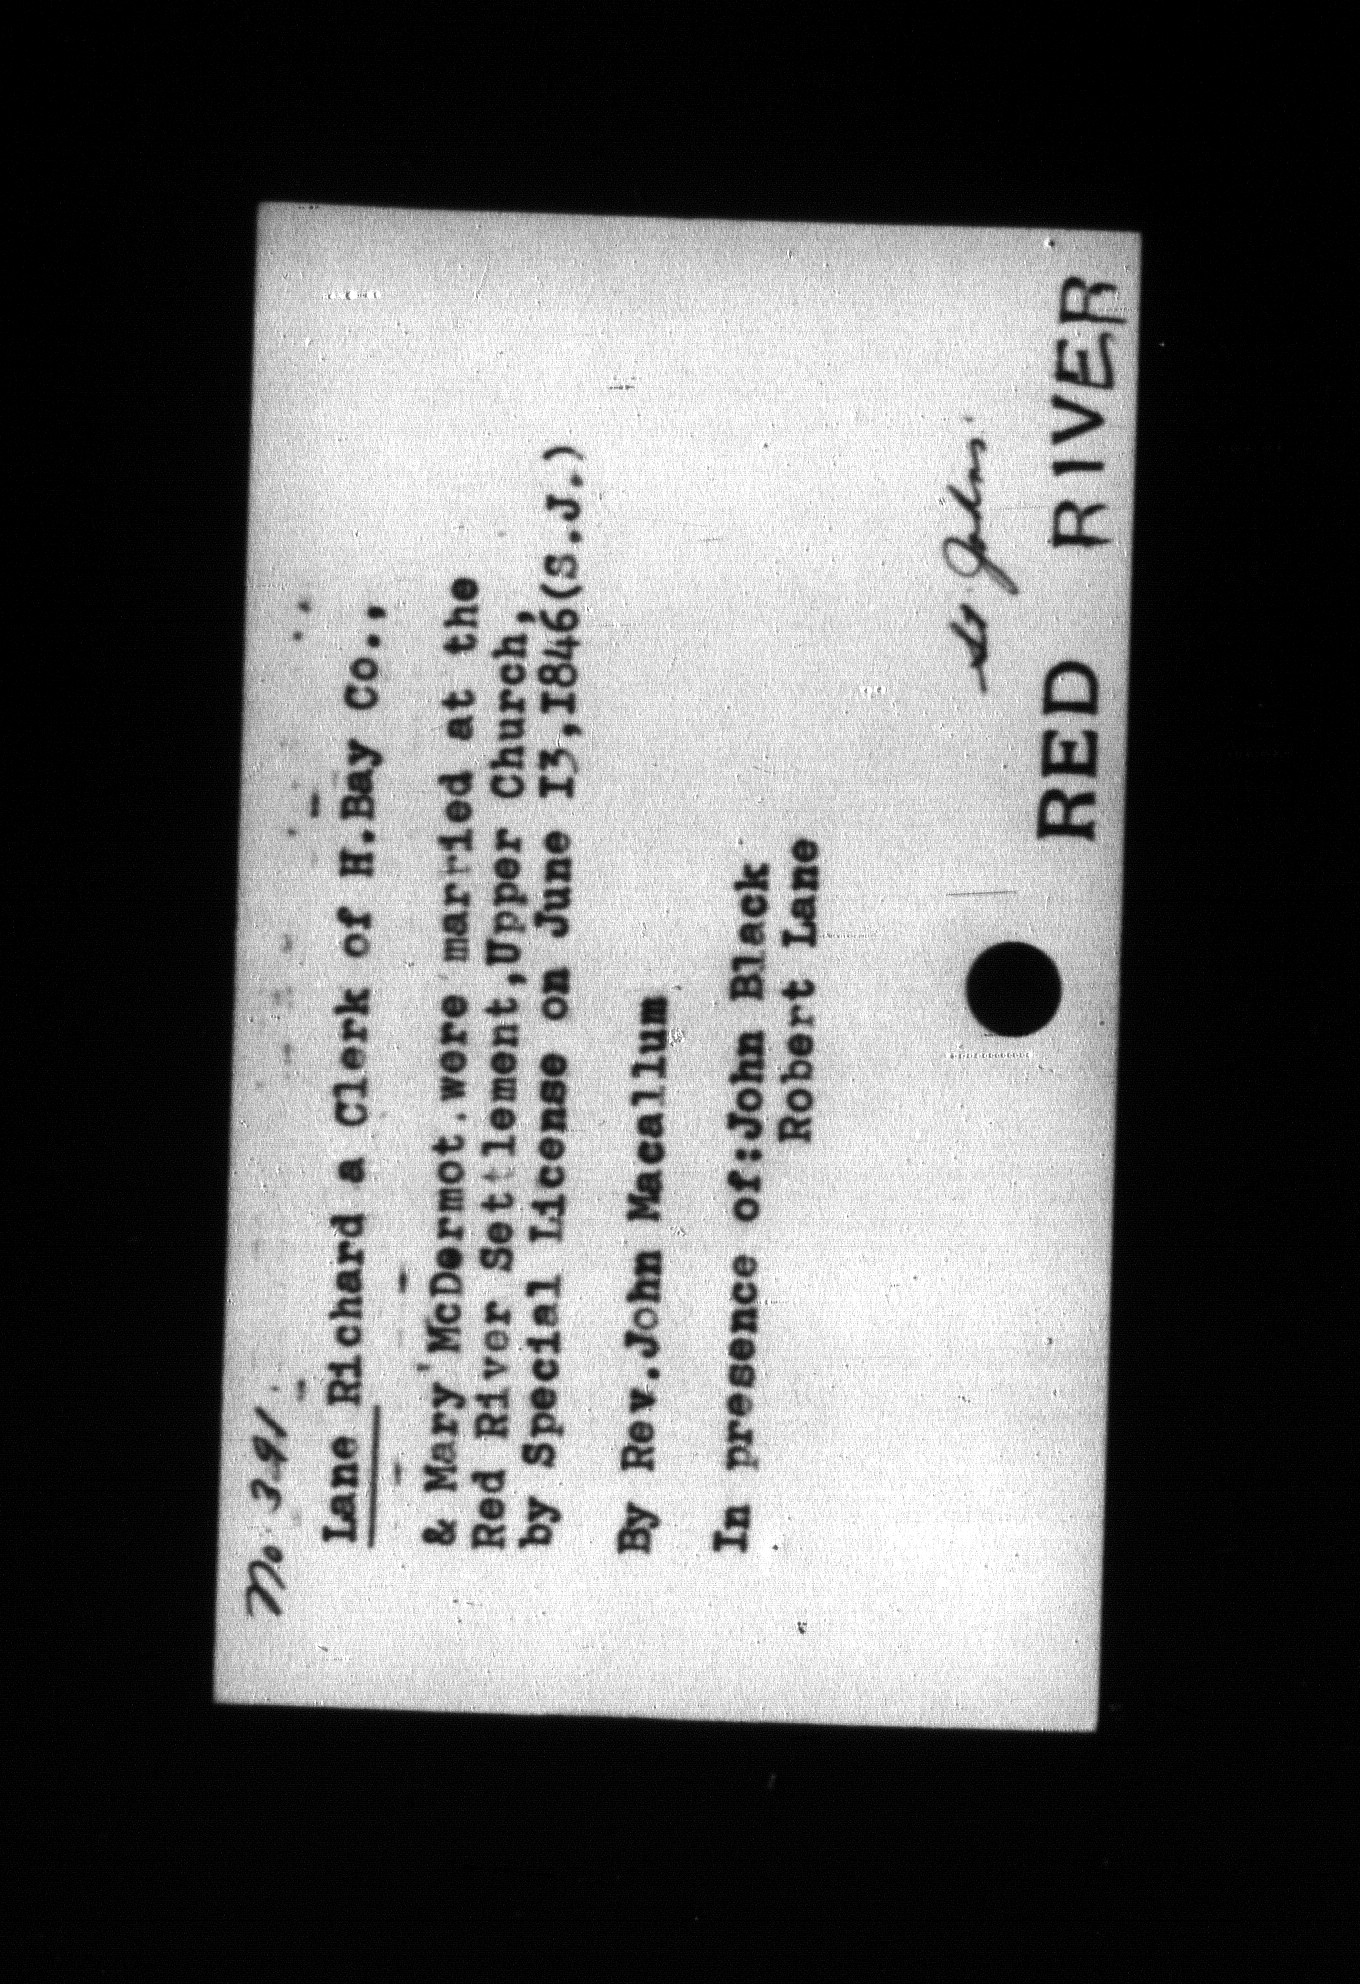 No 391.
Lane Richard a Clerk of H.Bay Co.,
& Mary McDermot.were married at the
Red River Settlement,Upper Church,
by Special License on June I3,I846(S.J.)
By Rev.John Macallum
In presence of:John Black
Robert Lane
St Johns
RED RIVER